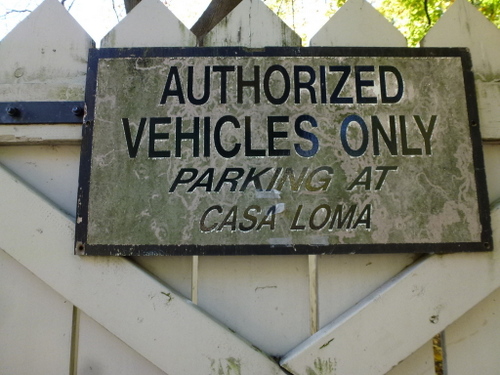 AUTHORIZED
VEHICLES ONLY
PARKING AT
CASA LOMA